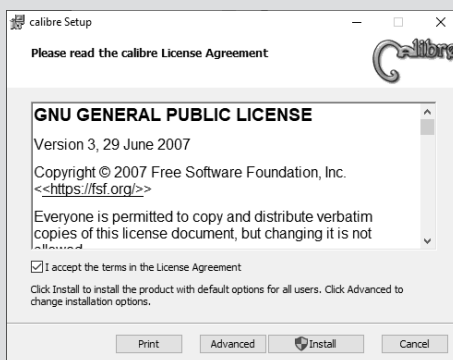 calibre Setup
Please read the calibre License Agreement
Calibre
GNU GENERAL PUBLIC LICENSE
Version 3, 29 June 2007
Copyright © 2007 Free Software Foundation, Inc.
<<https://fsf.org/>>
Everyone is permitted to copy and distribute verbatim
copies of this license document, but changing it is not
allowed.
I accept the terms in the License Agreement
Click Install to install the product with default options for all users. Click Advanced to
change installation options.
Print
Advanced
Install
Cancel